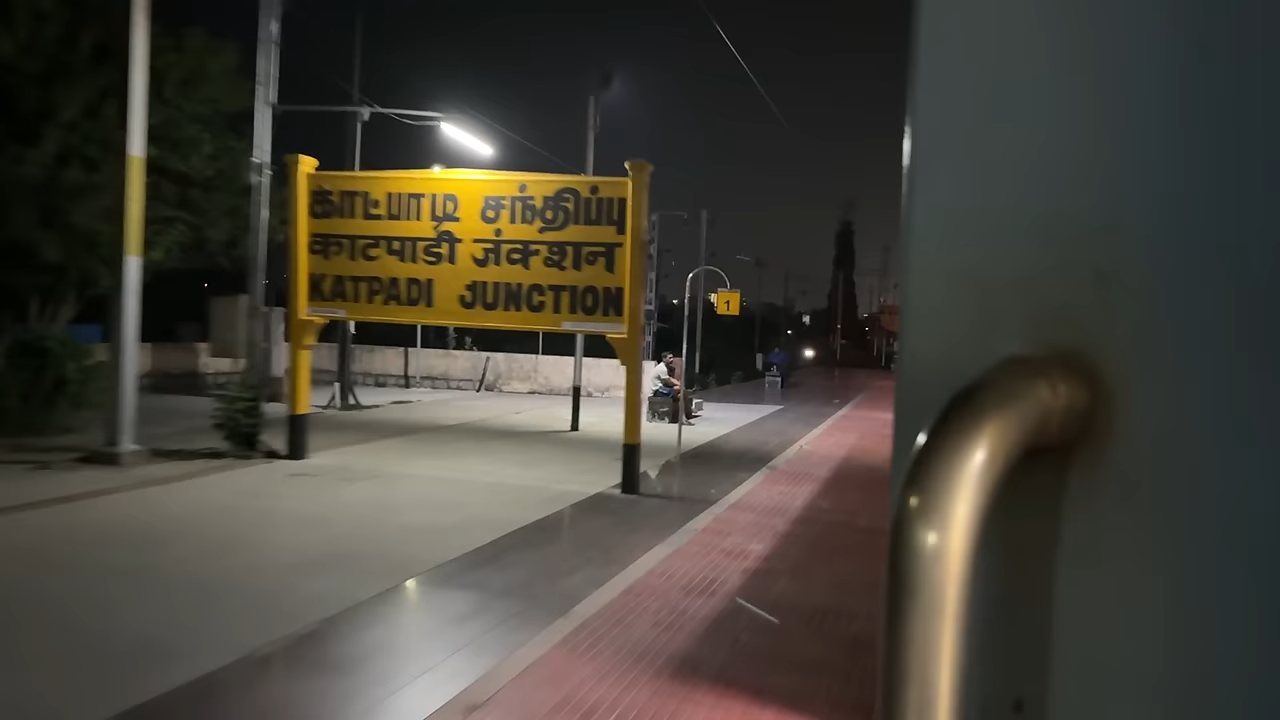 காட்பாடி சந்திப்பு
काटपाडी जंक्शन
KATPADI JUNCTION
1